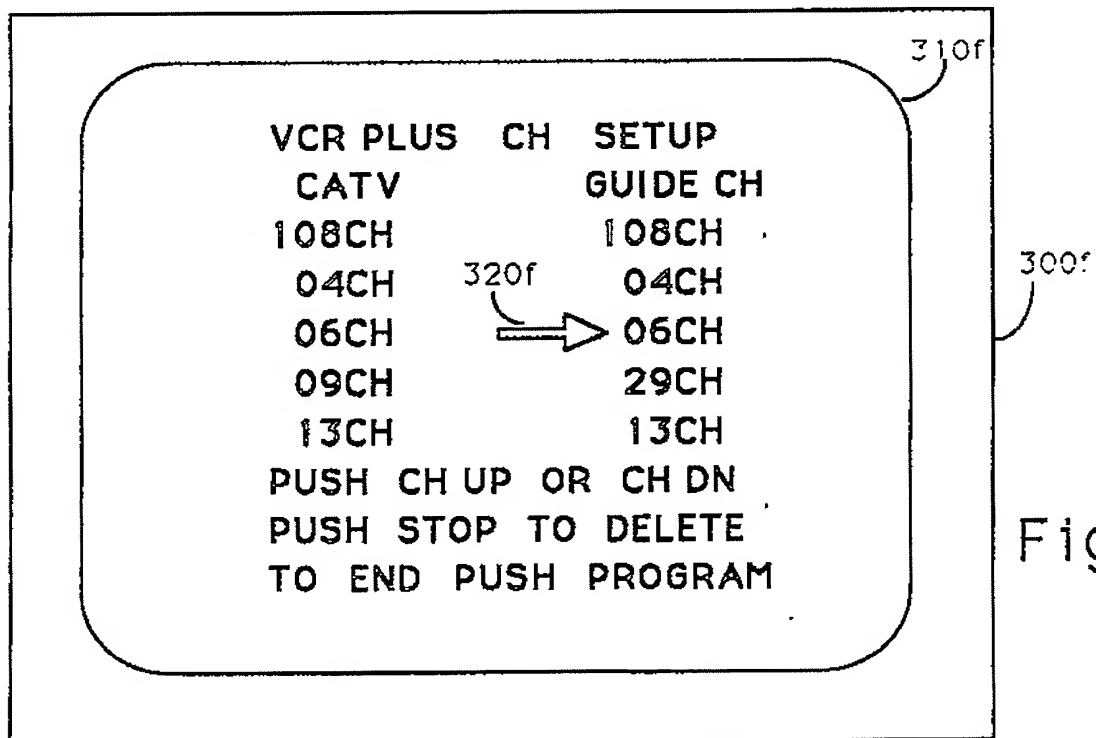 310f
VCR PLUS CH SETUP
CATV GUIDE CH
108CH 108CH
04CH 320f 04CH
300f
06CH 06CH
09CH 29CH
13CH 13CH
PUSH CH UP OR CH DN
PUSH STOP TO DELETE
TO END PUSH PROGRAM
Fig